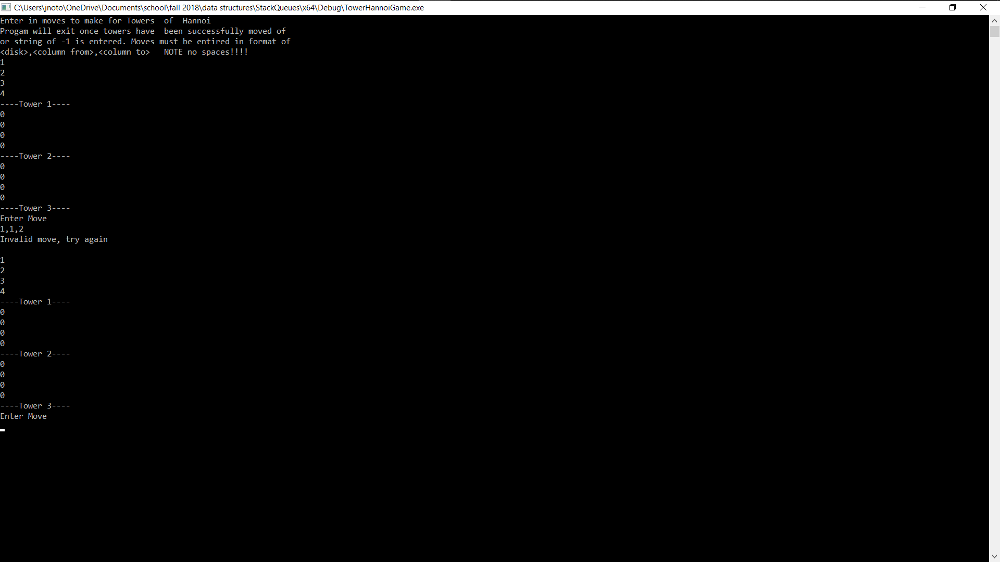 C:\Users\jnoto\OneDrive\Documents\school\fall 2018\data structures\StackQueues\x64\Debug\TowerHannoiGame.exe
Enter in moves to make for Towers  of  Hannoi
Progam will exit once towers have  been successfully moved of
or string of -1 is entered. Moves must be entired in format of
<disk>,<column from>,<column to>   NOTE no spaces!!!!
1
2
3
4
----Tower 1----
0
0
0
0
----Tower 2----
0
0
0
0
----Tower 3----
Enter Move
1,1,2
Invalid move, try again

1
2
3
4
----Tower 1----
0
0
0
0
----Tower 2----
0
0
0
0
----Tower 3----
Enter Move